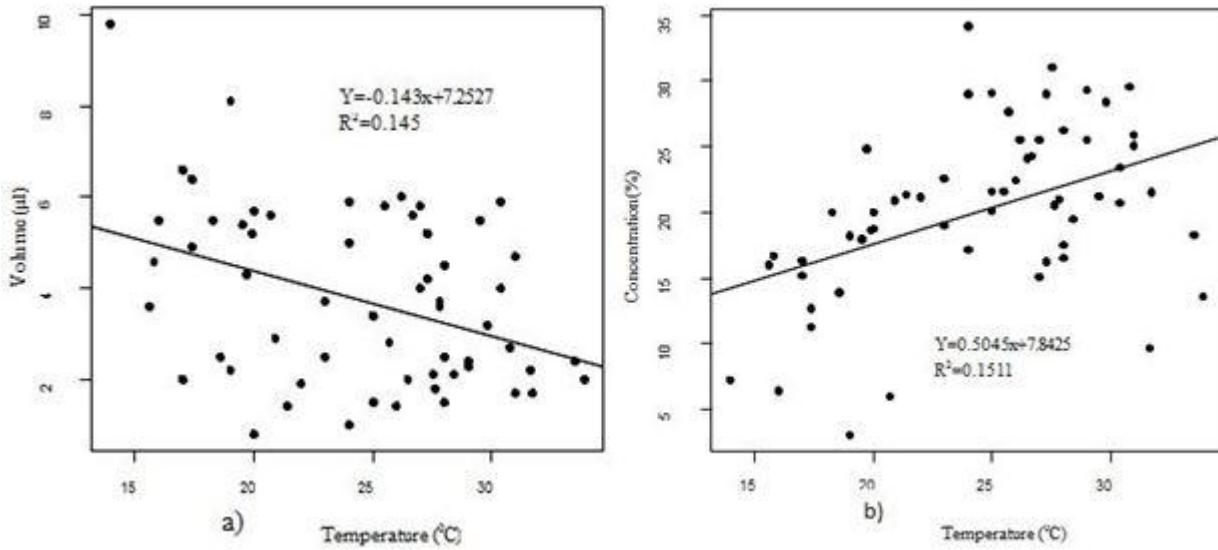 10
8
6
4
2
Volume (µl)
Y=-0.143x+7.2527
R²=0.145
15
20
25
30
a)
Temperature (⁰C)
35
30
25
20
15
10
5
Concentration(%)
Y=0.5045x+7.8425
R²=0.1511
15
20
25
30
b)
Temperature (⁰C)